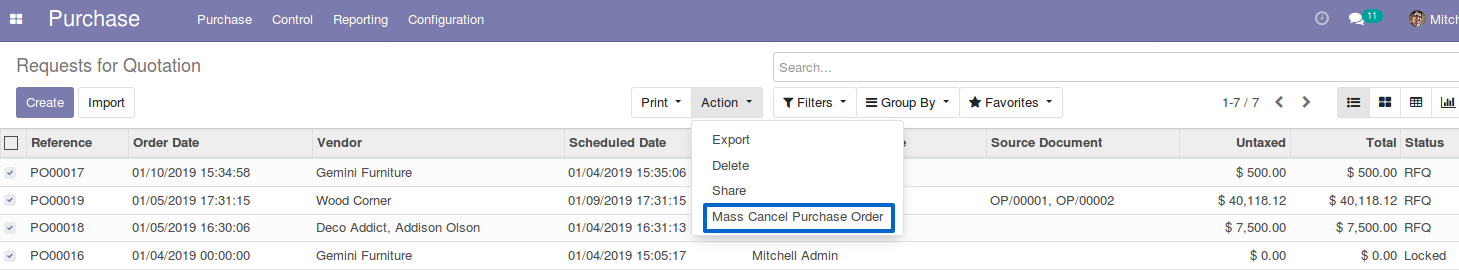 Purchase Purchase Control Reporting Configuration 11 Mitch
Requests for Quotation Search...
Create Import Print Action Filters Group By Favorites 1-7 / 7
Reference Order Date Vendor Scheduled Date Source Document Untaxed Total Status
Export
Delete
Share
Mass Cancel Purchase Order
PO00017 01/10/2019 15:34:58 Gemini Furniture 01/04/2019 15:35:06 $ 500.00 $ 500.00 RFQ
PO00019 01/05/2019 17:31:15 Wood Corner 01/09/2019 17:31:15 OP/00001, OP/00002 $ 40,118.12 $ 40,118.12 RFQ
PO00018 01/05/2019 16:30:06 Deco Addict, Addison Olson 01/04/2019 16:31:13 $ 7,500.00 $ 7,500.00 RFQ
PO00016 01/04/2019 00:00:00 Gemini Furniture 01/04/2019 15:05:17 Mitchell Admin $ 0.00 $ 0.00 Locked